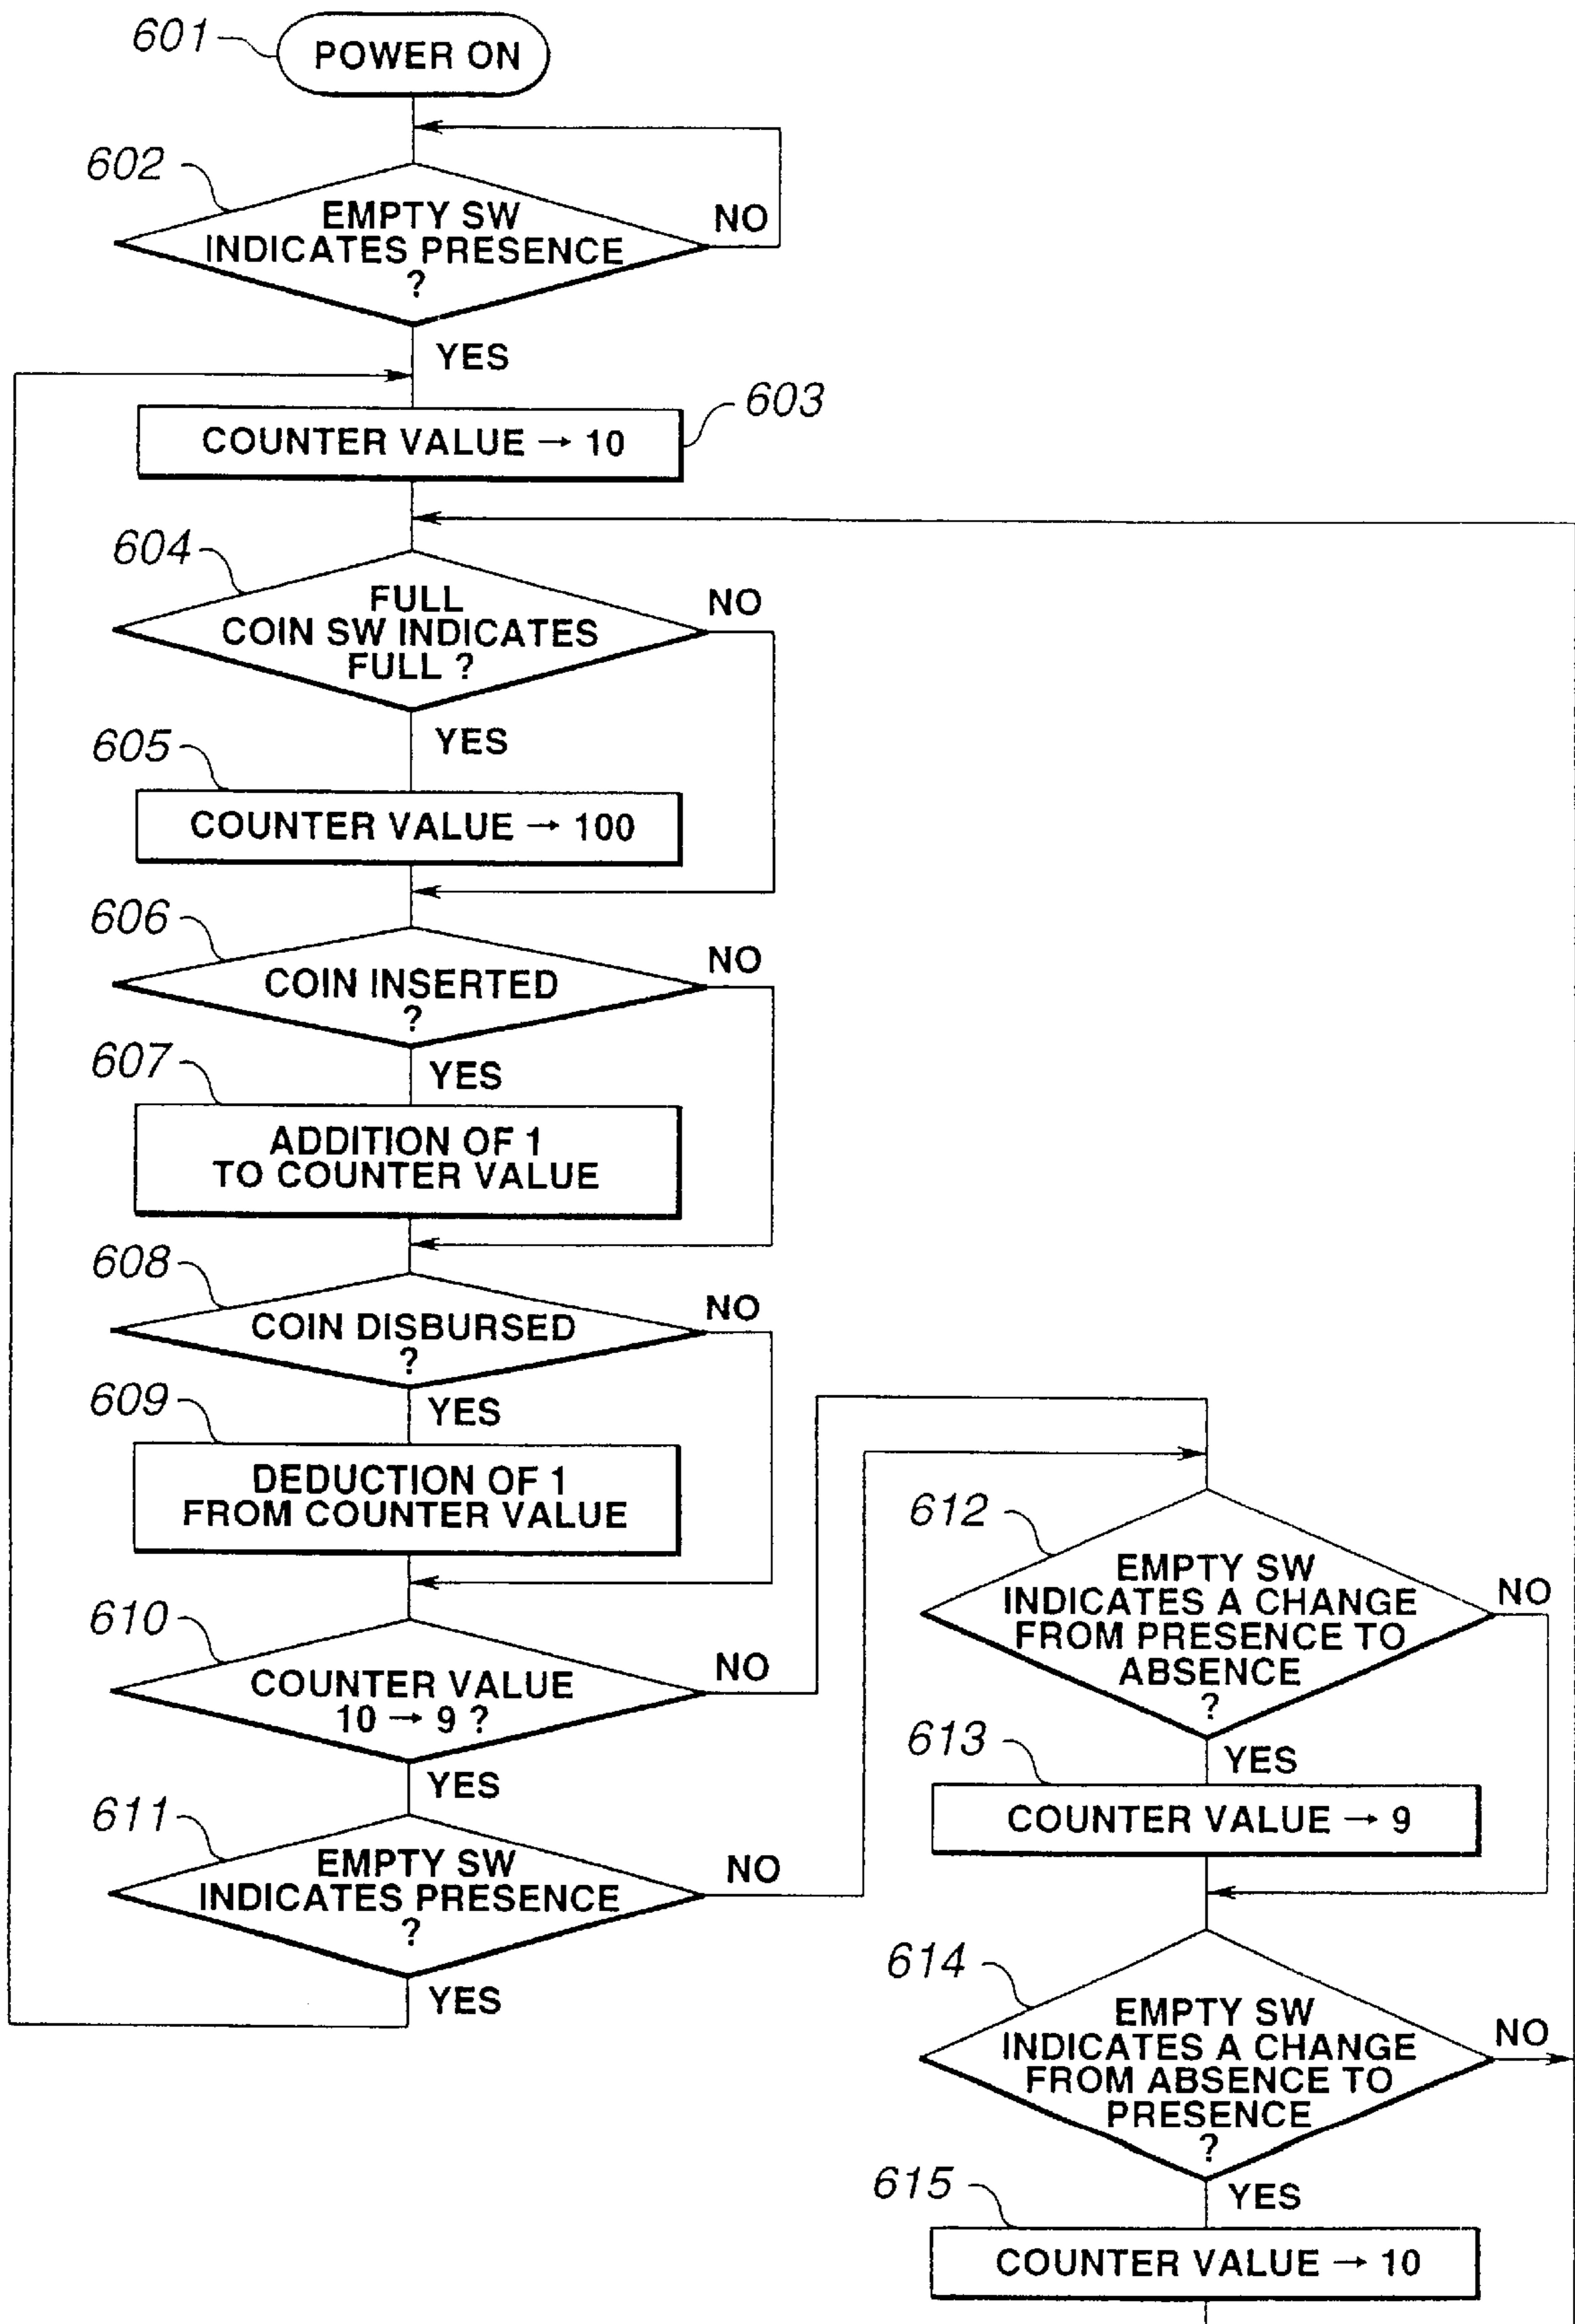 601
POWER ON
602
EMPTY SW
INDICATES PRESENCE
?
NO
YES
COUNTER VALUE → 10
603
604
FULL
COIN SW INDICATES
FULL ?
NO
YES
605
COUNTER VALUE → 100
606
COIN INSERTED
?
NO
YES
607
ADDITION OF 1
TO COUNTER VALUE
608
COIN DISBURSED
?
NO
YES
609
DEDUCTION OF 1
FROM COUNTER VALUE
610
COUNTER VALUE
10 → 9 ?
NO
YES
611
EMPTY SW
INDICATES PRESENCE
?
NO
YES
612
EMPTY SW
INDICATES A CHANGE
FROM PRESENCE TO
ABSENCE
?
NO
YES
613
COUNTER VALUE → 9
614
EMPTY SW
INDICATES A CHANGE
FROM ABSENCE TO
PRESENCE
?
NO
YES
615
COUNTER VALUE → 10